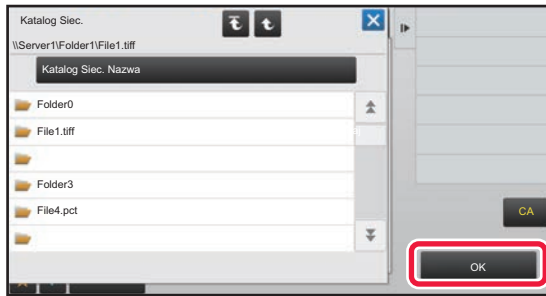 Katalog Siec.
\\Server1\Folder1\File1.tiff
Katalog Siec. Nazwa
Folder0
File1.tiff
Folder3
File4.pct
CA
OK